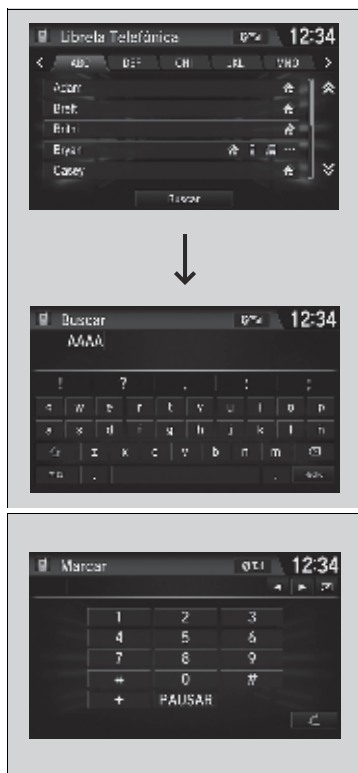 Libreta Telefónica 12:34
ABC DEF GHI JKL MNO
Adam
Brett
Bryan
Casey
Buscar
Buscar 12:34
AAAA
! ? . : ;
q w e r t y u i o p
a s d f g h j k l ñ
z x c v b n m
Marcar 12:34
1 2 3
4 5 6
7 8 9
* 0 #
+ PAUSAR